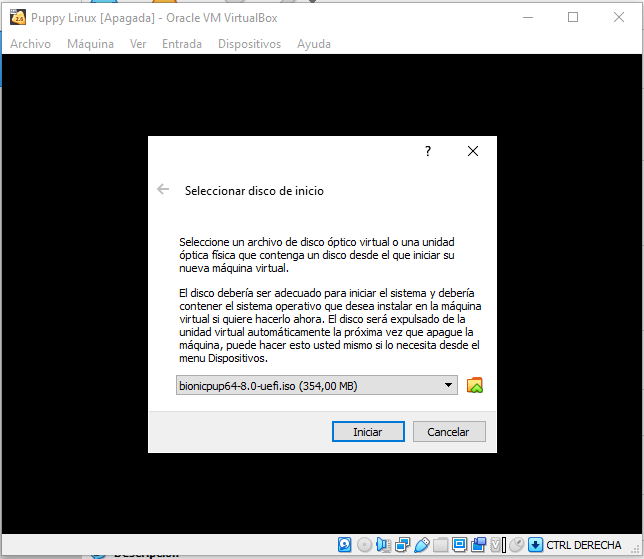 Puppy Linux [Apagada] - Oracle VM VirtualBox
Archivo Máquina Ver Entrada Dispositivos Ayuda
?
Seleccionar disco de inicio
Seleccione un archivo de disco óptico virtual o una unidad
óptica física que contenga un disco desde el que iniciar su
nueva máquina virtual.
El disco debería ser adecuado para iniciar el sistema y debería
contener el sistema operativo que desea instalar en la máquina
virtual si quiere hacerlo ahora. El disco será expulsado de la
unidad virtual automáticamente la próxima vez que apague la
máquina, puede hacer esto usted mismo si lo necesita desde el
menu Dispositivos.
bionicpup64-8.0-uefi.iso (354,00 MB)
Iniciar Cancelar
CTRL DERECHA